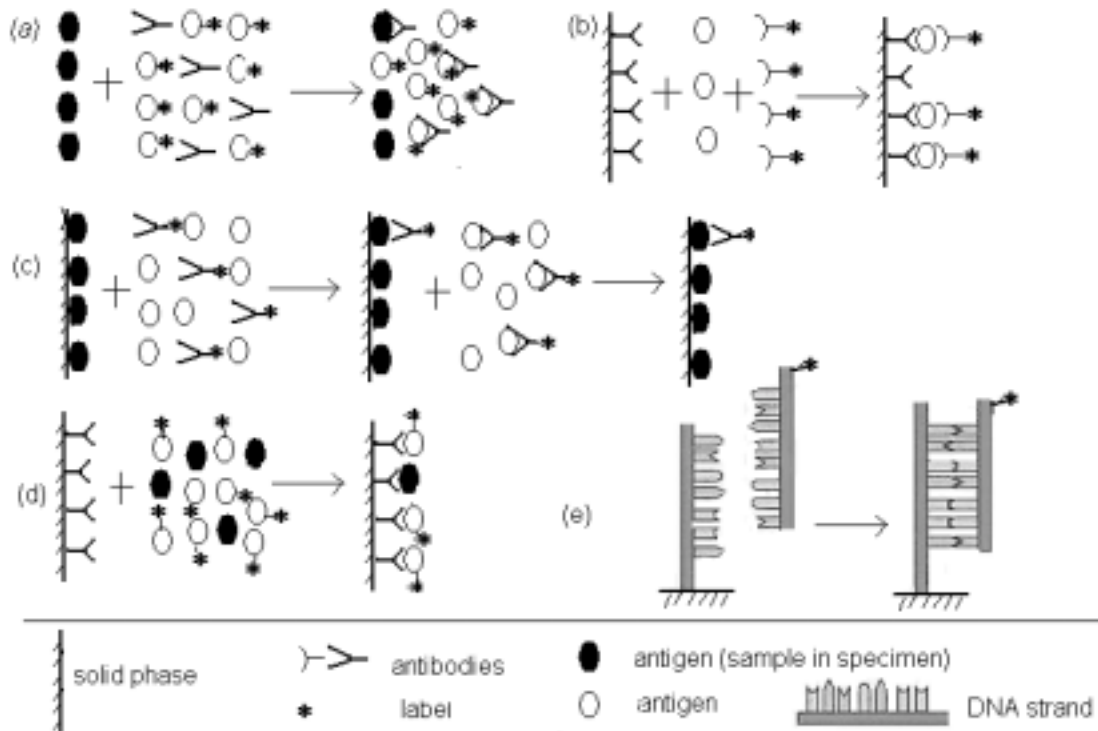 (a)
(b)
(c)
(d)
(e)
solid phase
antibodies
label
antigen (sample in specimen)
antigen
DNA strand